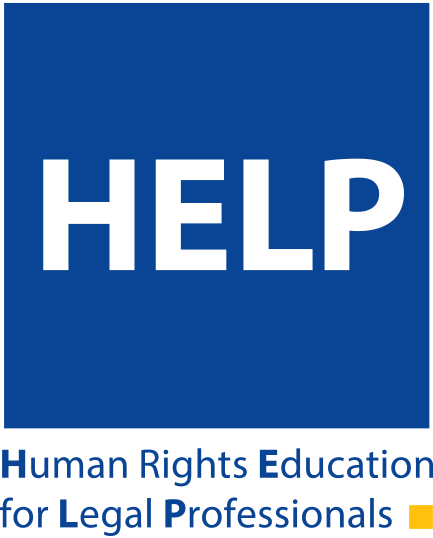 HELP
Human Rights Education
for Legal Professionals